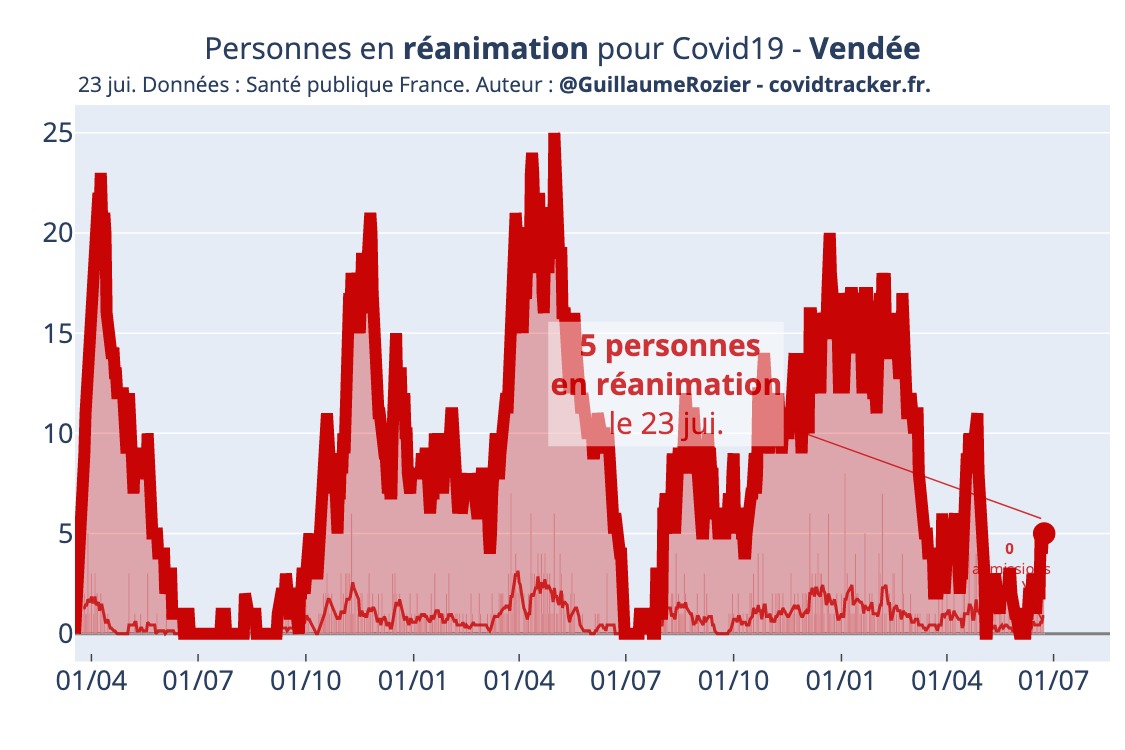 Personnes en réanimation pour Covid19 - Vendée
23 jui. Données : Santé publique France. Auteur : @GuillaumeRozier - covidtracker.fr.
25
20
15
10
5
0
5 personnes
en réanimation
le 23 jui.
0
admissions
01/04 01/07 01/10 01/01 01/04 01/07 01/10 01/01 01/04 01/07